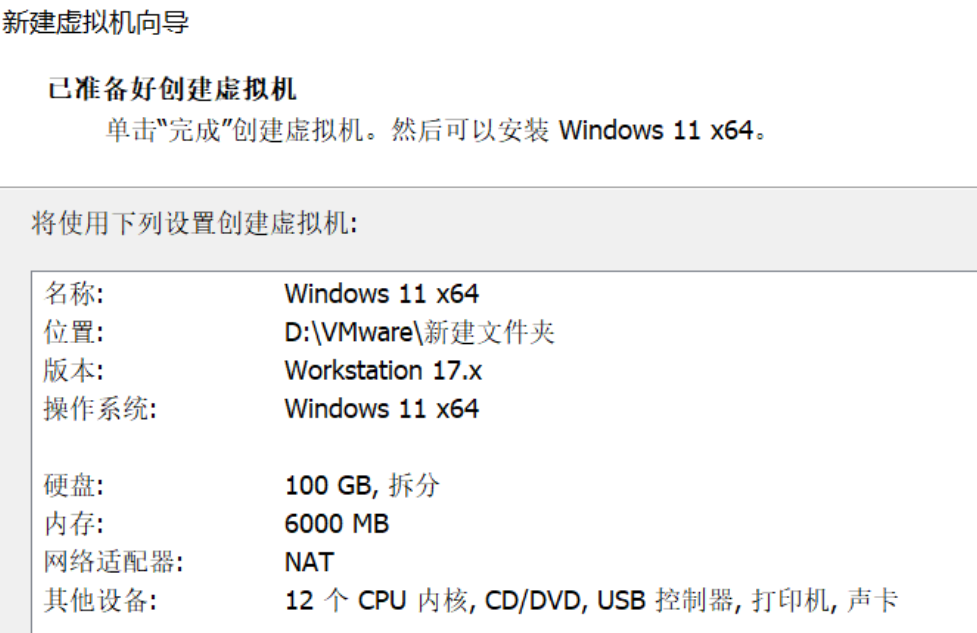 新建虚拟机向导
已准备好创建虚拟机
单击“完成”创建虚拟机。然后可以安装 Windows 11 x64。
将使用下列设置创建虚拟机:
名称: Windows 11 x64
位置: D:\VMware\新建文件夹
版本: Workstation 17.x
操作系统: Windows 11 x64
硬盘: 100 GB, 拆分
内存: 6000 MB
网络适配器: NAT
其他设备: 12 个 CPU 内核, CD/DVD, USB 控制器, 打印机, 声卡